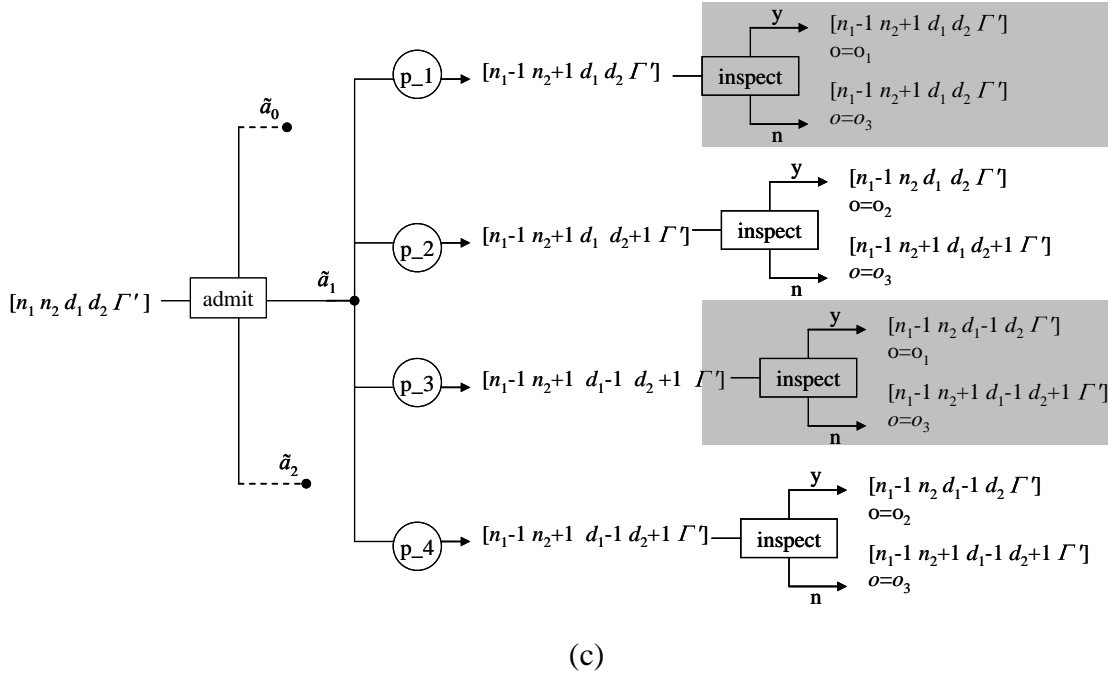 y
[n₁-1 n₂+1 d₁ d₂ Γ']
o=o₁
p_1
[n₁-1 n₂+1 d₁ d₂ Γ']
inspect
[n₁-1 n₂+1 d₁ d₂ Γ']
o=o₃
n
ã₀
y
[n₁-1 n₂ d₁ d₂ Γ']
o=o₂
p_2
[n₁-1 n₂+1 d₁ d₂+1 Γ']
inspect
[n₁-1 n₂+1 d₁ d₂+1 Γ']
o=o₃
n
[n₁ n₂ d₁ d₂ Γ' ]
admit
ã₁
y
[n₁-1 n₂ d₁-1 d₂ Γ']
o=o₁
p_3
[n₁-1 n₂+1 d₁-1 d₂ +1 Γ']
inspect
[n₁-1 n₂+1 d₁-1 d₂+1 Γ']
o=o₃
n
ã₂
y
[n₁-1 n₂ d₁-1 d₂ Γ']
o=o₂
p_4
[n₁-1 n₂+1 d₁-1 d₂+1 Γ']
inspect
[n₁-1 n₂+1 d₁-1 d₂+1 Γ']
o=o₃
n
(c)